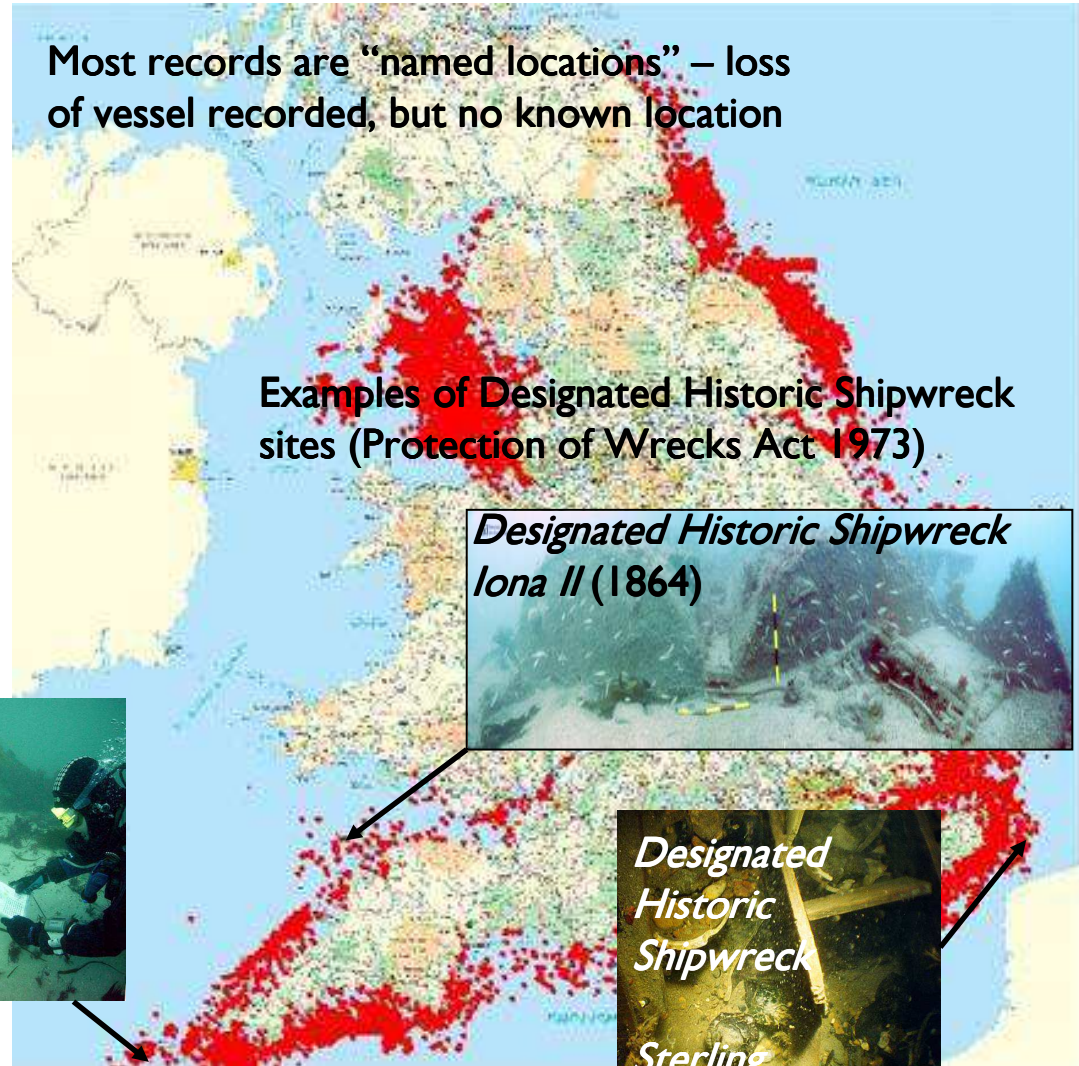 Most records are “named locations” – loss
of vessel recorded, but no known location
Examples of Designated Historic Shipwreck
sites (Protection of Wrecks Act 1973)
Designated Historic Shipwreck
Iona II (1864)
Designated
Historic
Shipwreck
Sterling